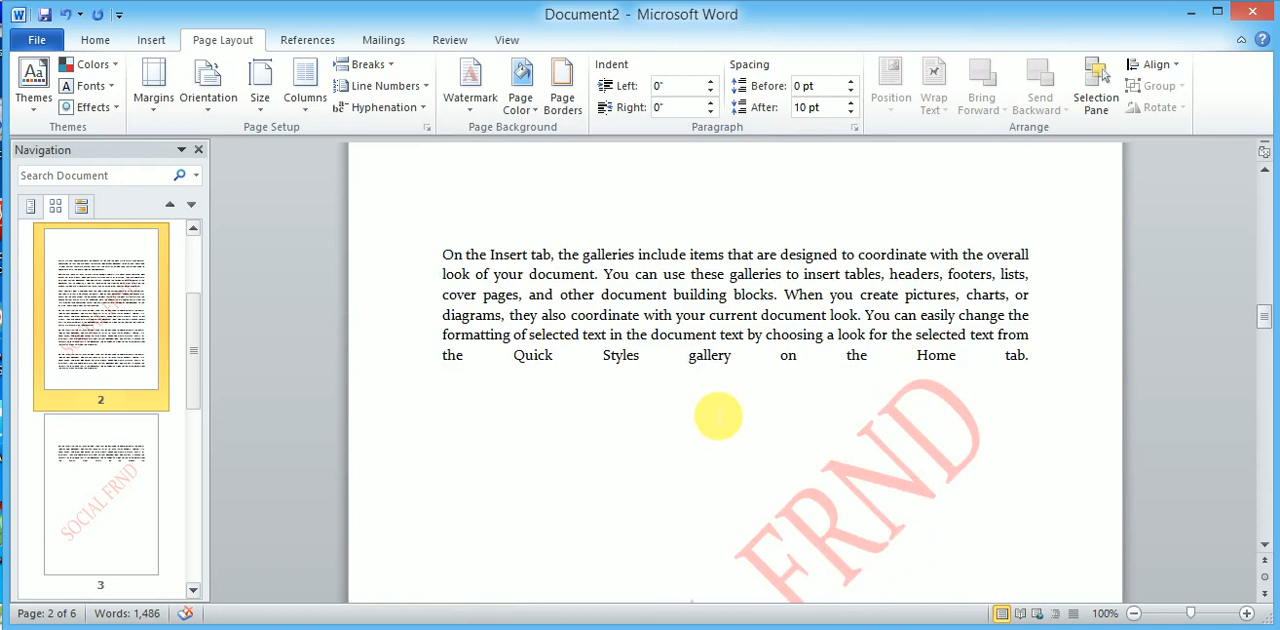 Document2 - Microsoft Word
File Home Insert Page Layout References Mailings Review View
Themes Colors Fonts Effects
Margins Orientation Size Columns Breaks Line Numbers Hyphenation
Watermark Page Color Page Borders
Indent Left: 0" Right: 0"
Spacing Before: 0 pt After: 10 pt
Position Wrap Text Bring Forward Send Backward Selection Pane Align Group Rotate
Themes Page Setup Page Background Paragraph Arrange
Navigation
Search Document
On the Insert tab, the galleries include items that are designed to coordinate with the overall
look of your document. You can use these galleries to insert tables, headers, footers, lists,
cover pages, and other document building blocks. When you create pictures, charts, or
diagrams, they also coordinate with your current document look. You can easily change the
formatting of selected text in the document text by choosing a look for the selected text from
the Quick Styles gallery on the Home tab.
FRND
2
SOCIAL FRND
3
Page: 2 of 6 Words: 1,486 100%